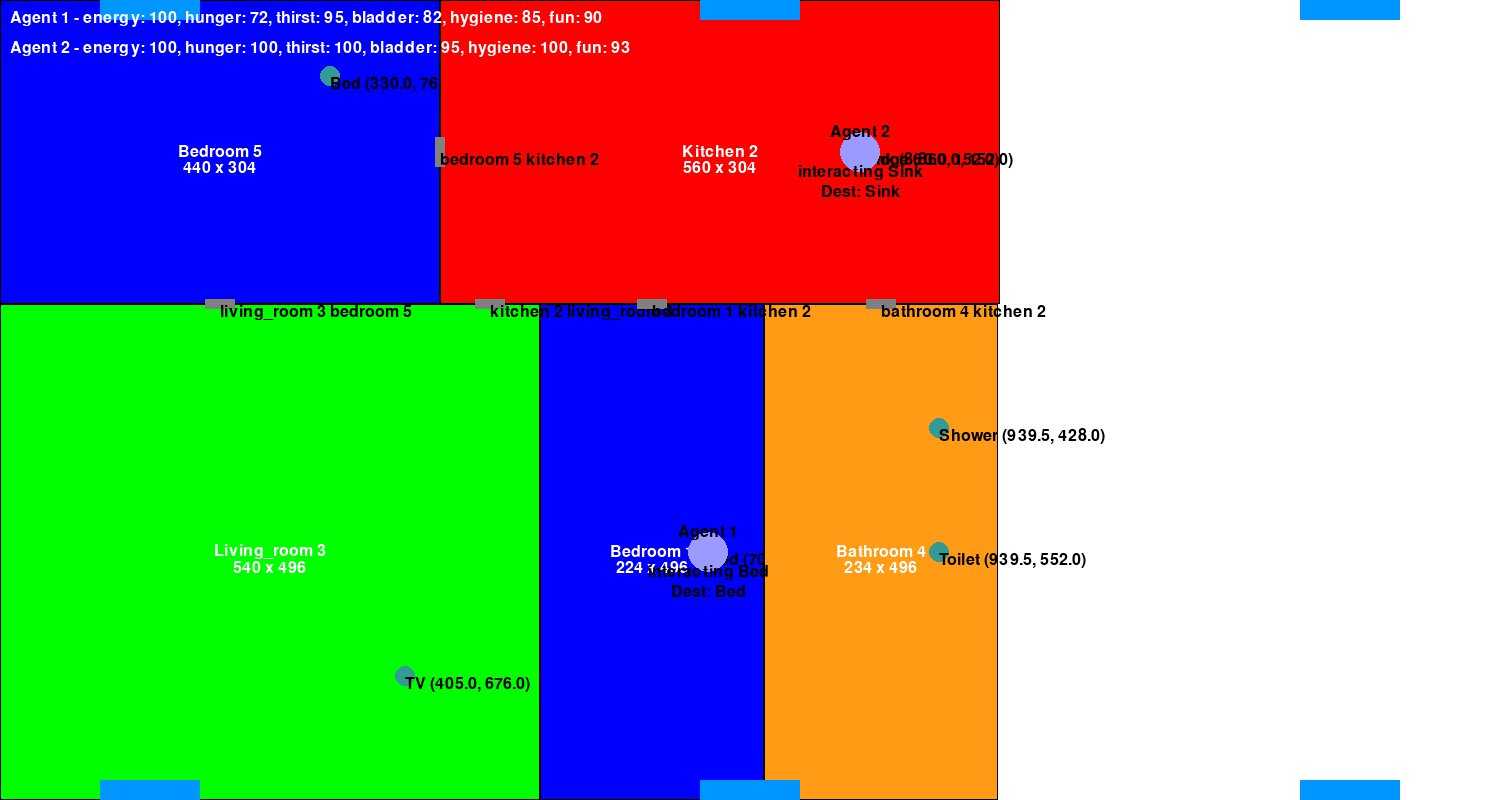 Agent 1 - energy: 100, hunger: 72, thirst: 95, bladder: 82, hygiene: 85, fun: 90
Agent 2 - energy: 100, hunger: 100, thirst: 100, bladder: 95, hygiene: 100, fun: 93
Bed (330.0, 76
Agent 2
Bedroom 5
440 x 304
bedroom 5 kitchen 2
Kitchen 2
560 x 304
interacting Sink
Dest: Sink
living_room 3 bedroom 5
kitchen 2 living_room
bedroom 1 kitchen 2
bathroom 4 kitchen 2
Shower (939.5, 428.0)
Agent 1
Living_room 3
540 x 496
Bedroom
224 x 496
interacting Bed
Dest: Bed
Bathroom 4
234 x 496
Toilet (939.5, 552.0)
TV (405.0, 676.0)